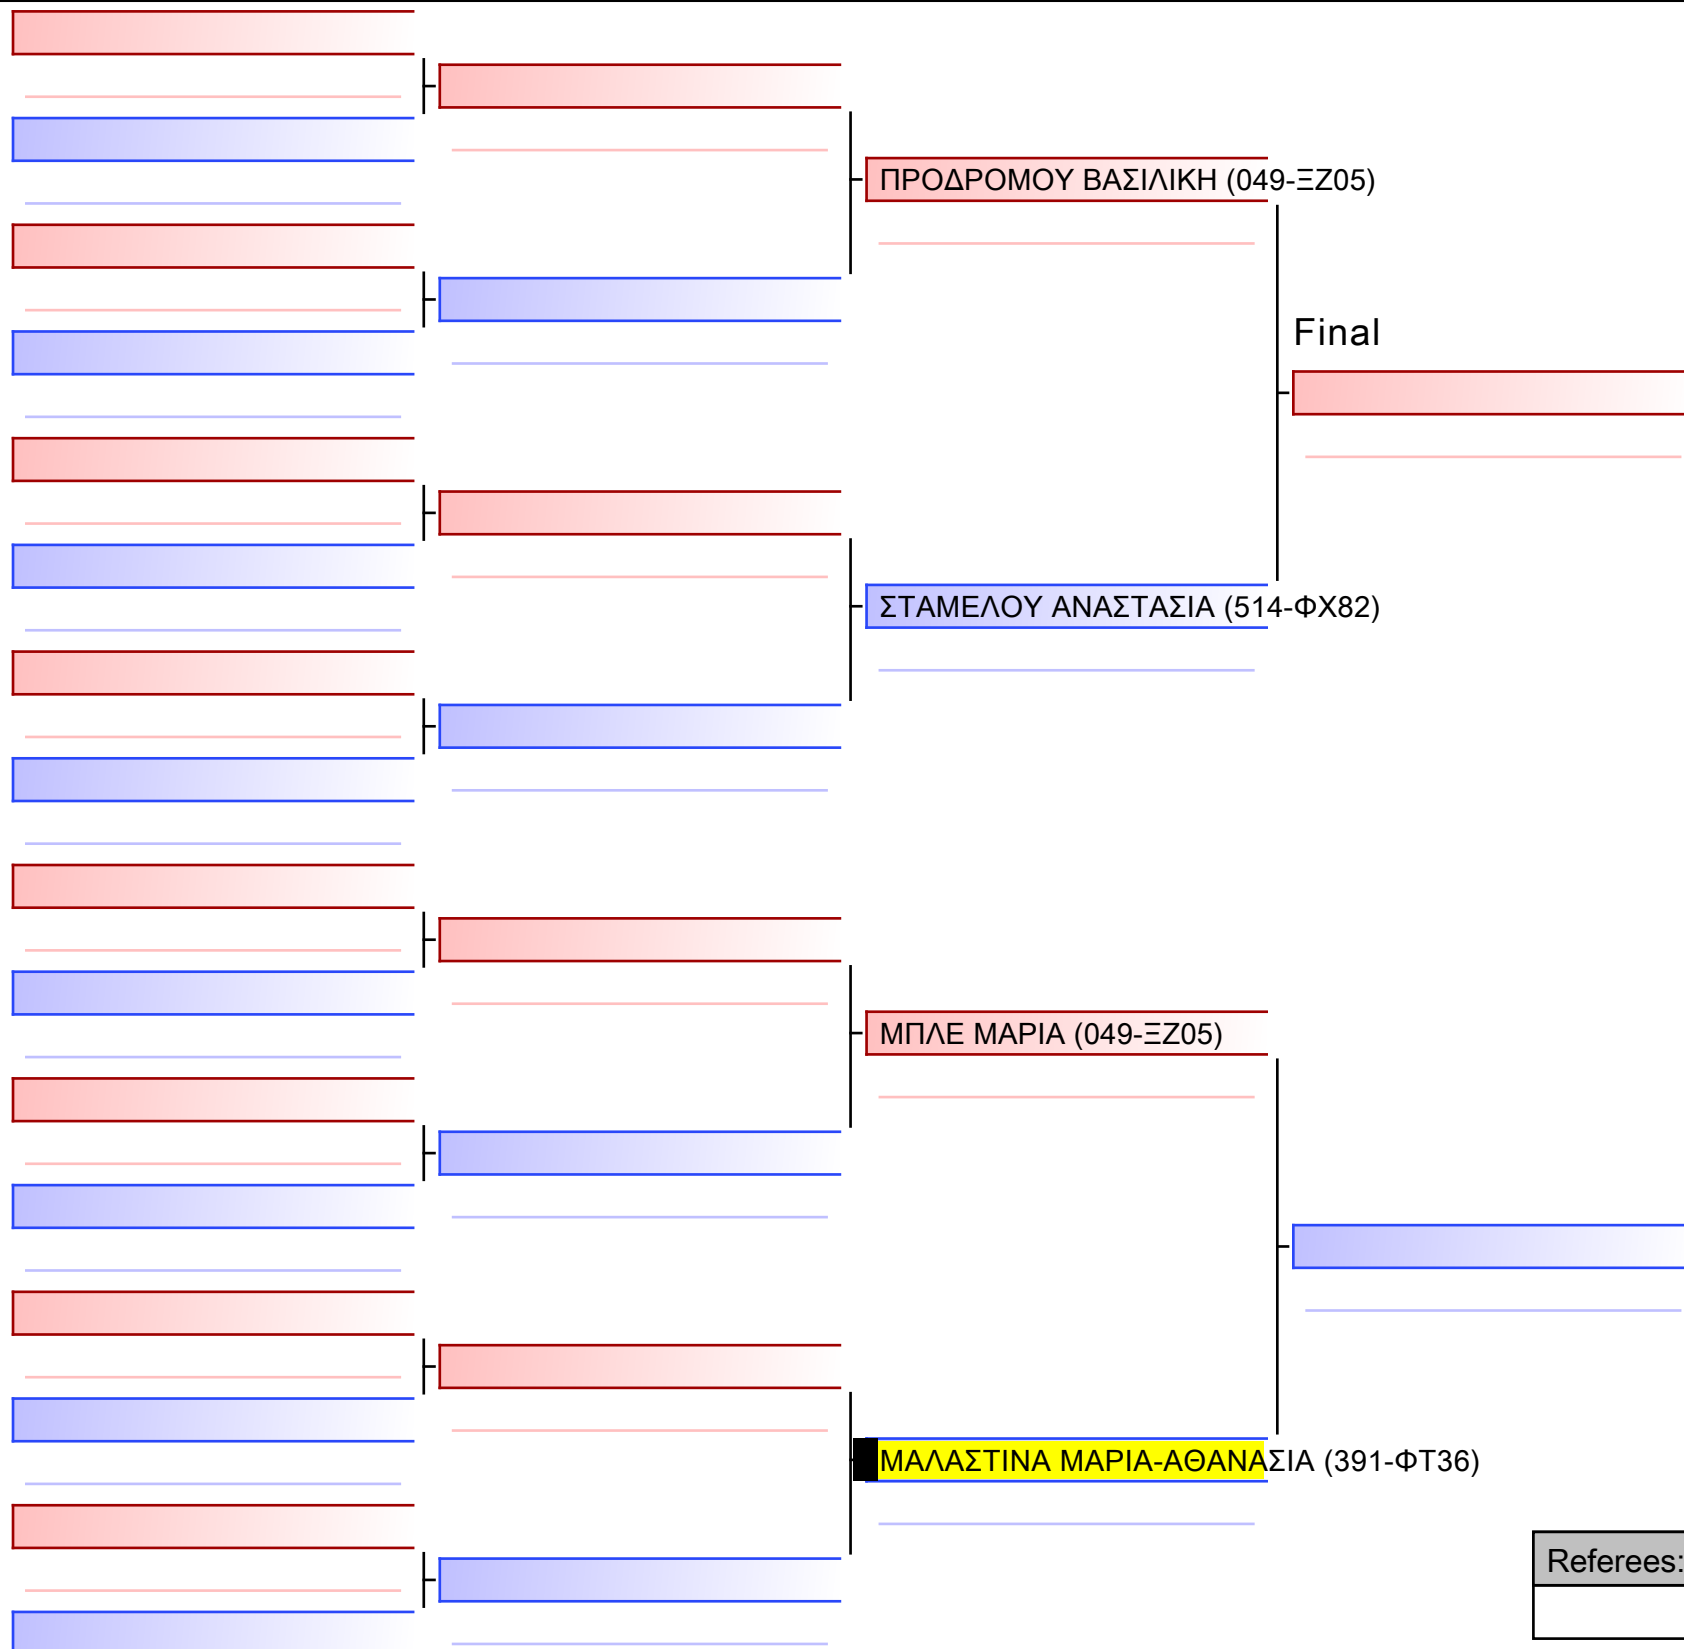 ΠΡΟΔΡΟΜΟΥ ΒΑΣΙΛΙΚΗ (049-ΞΖ05)
Final
ΣΤΑΜΕΛΟΥ ΑΝΑΣΤΑΣΙΑ (514-ΦΧ82)
ΜΠΛΕ ΜΑΡΙΑ (049-ΞΖ05)
ΜΑΛΑΣΤΙΝΑ ΜΑΡΙΑ-ΑΘΑΝΑΣΙΑ (391-ΦΤ36)
Referees: